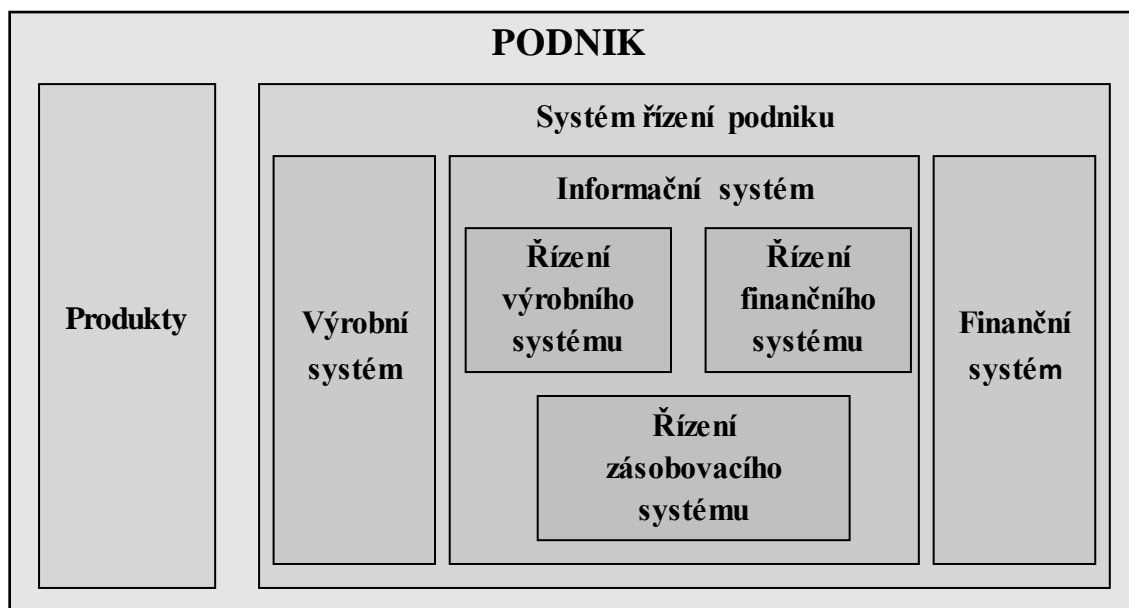 PODNIK
Produkty
Systém řízení podniku
Výrobní
systém
Informační systém
Řízení
výrobního
systému
Řízení
finančního
systému
Řízení
zásobovacího
systému
Finanční
systém